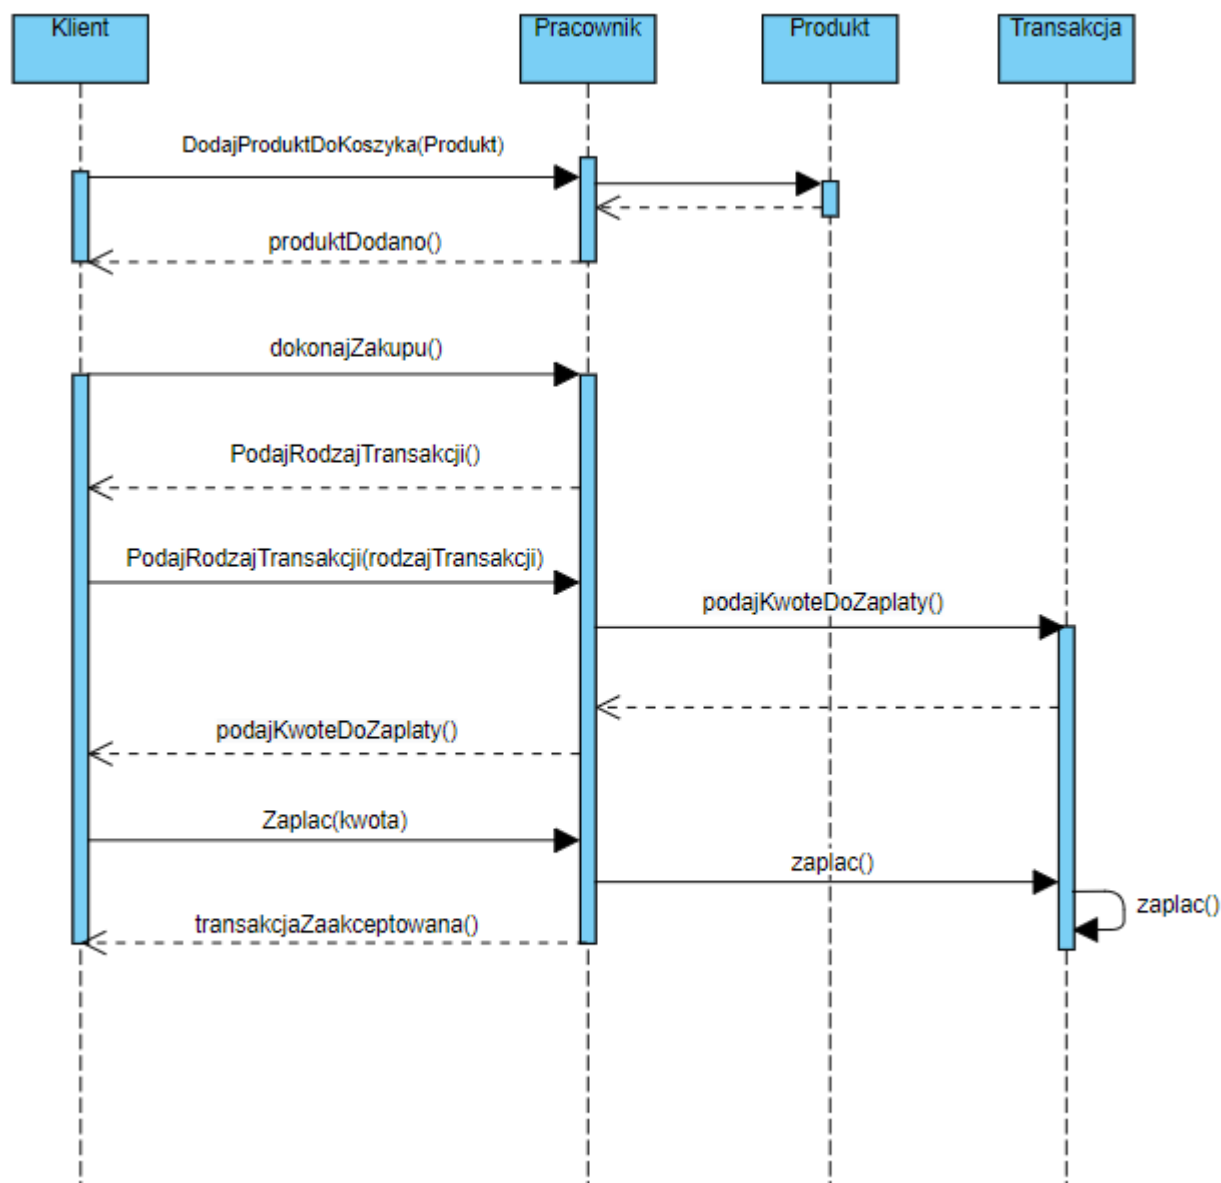 Klient
Pracownik
Produkt
Transakcja
DodajProduktDoKoszyka(Produkt)
produktDodano()
dokonajZakupu()
PodajRodzajTransakcji()
PodajRodzajTransakcji(rodzajTransakcji)
podajKwoteDoZaplaty()
podajKwoteDoZaplaty()
Zaplac(kwota)
zaplac()
zaplac()
transakcjaZaakceptowana()